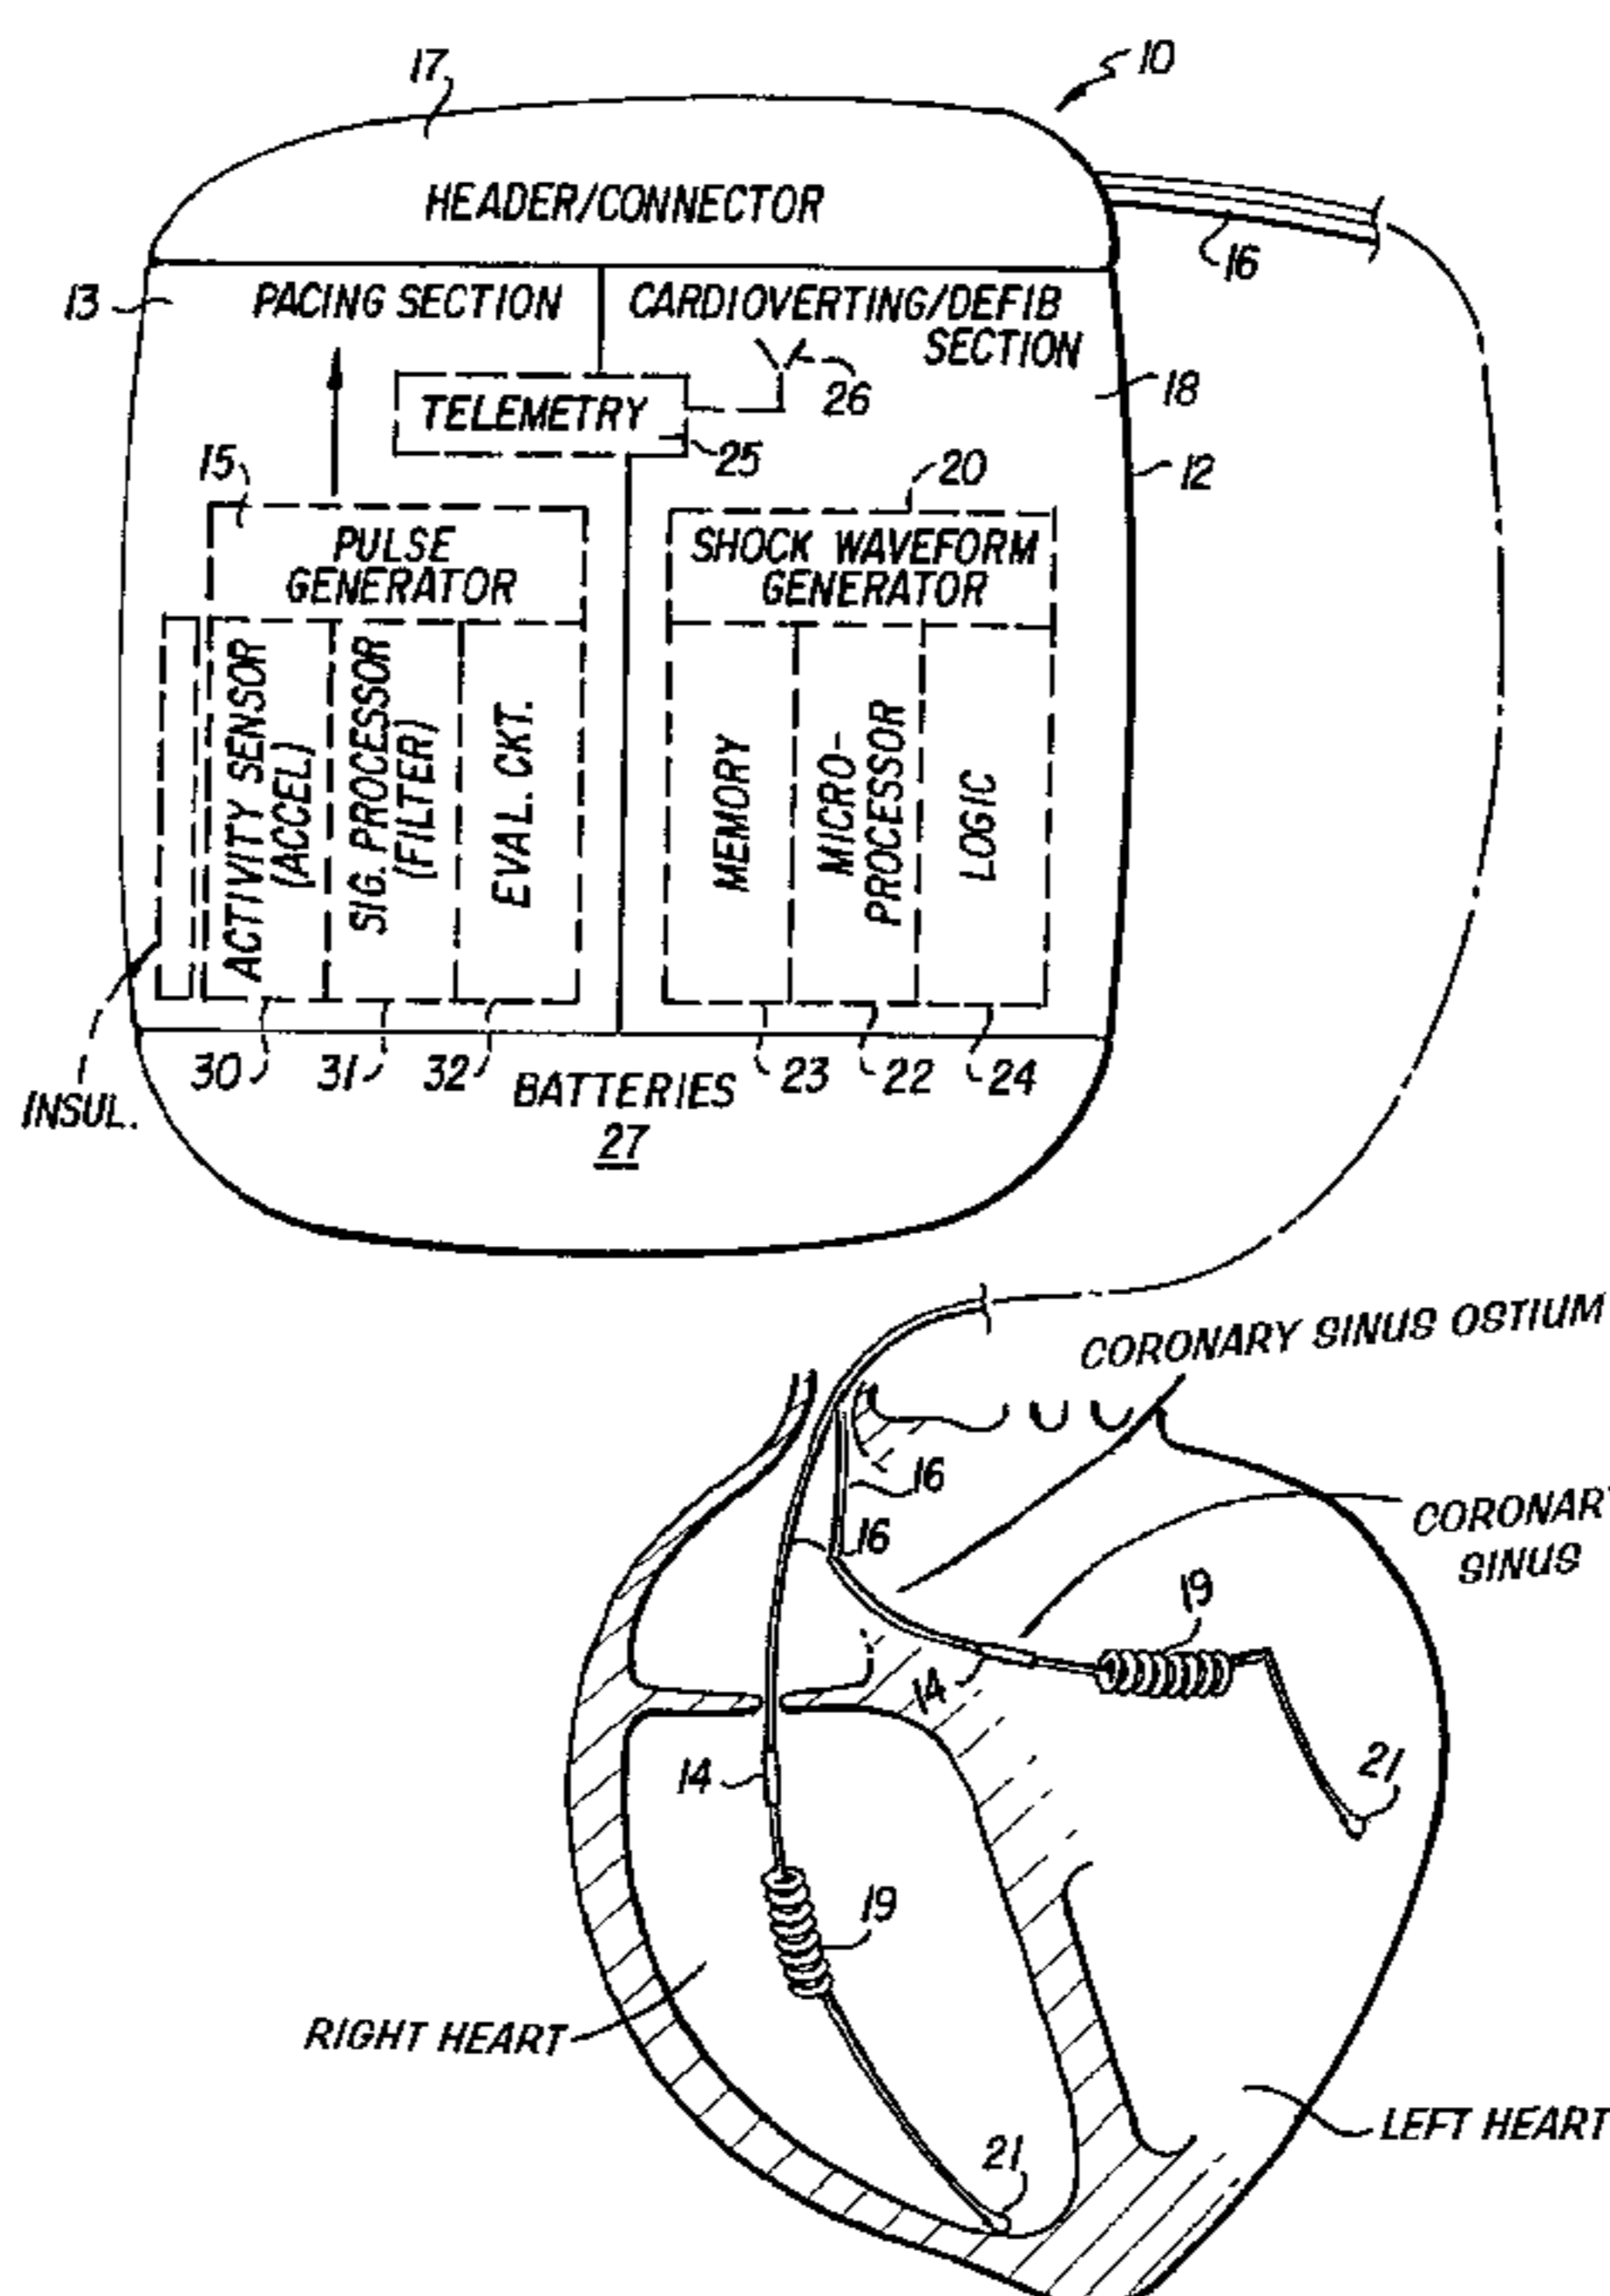 17
10
HEADER/CONNECTOR
16
13
PACING SECTION
CARDIOVERTING/DEFIB
SECTION
26
18
TELEMETRY
25
12
15
20
PULSE
GENERATOR
SHOCK WAVEFORM
GENERATOR
ACTIVITY SENSOR
(ACCEL)
SIG. PROCESSOR
(FILTER)
EVAL. CKT.
MEMORY
MICRO-
PROCESSOR
LOGIC
30
31
32
23
22
24
INSUL.
BATTERIES
27
CORONARY SINUS OSTIUM
16
16
CORONAR
SINUS
19
14
14
21
19
RIGHT HEART
LEFT HEART
21